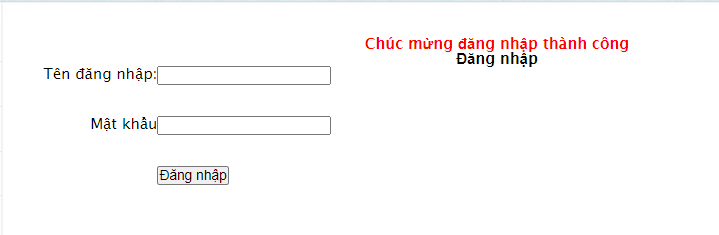 Chúc mừng đăng nhập thành công
Đăng nhập
Tên đăng nhập:
Mật khẩu
Đăng nhập